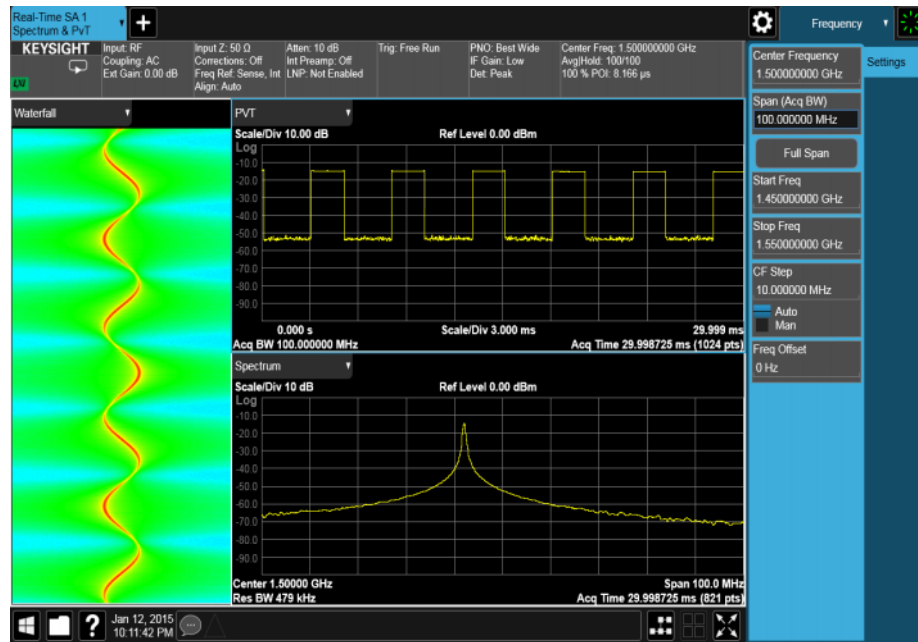 Real-Time SA 1
Spectrum & PvT
Frequency
KEYSIGHT
Input: RF
Coupling: AC
Ext Gain: 0.00 dB
Input Z: 50 Ω
Corrections: Off
Freq Ref: Sense, Int
Align: Auto
Atten: 10 dB
Int Preamp: Off
LNP: Not Enabled
Trig: Free Run
PNO: Best Wide
IF Gain: Low
Det: Peak
Center Freq: 1.500000000 GHz
Avg|Hold: 100/100
100 % POI: 8.166 µs
Center Frequency
1.500000000 GHz
Settings
Span (Acq BW)
100.000000 MHz
Full Span
Start Freq
1.450000000 GHz
Stop Freq
1.550000000 GHz
CF Step
10.000000 MHz
Auto
Man
Freq Offset
0 Hz
Waterfall
PVT
Scale/Div 10.00 dB
Ref Level 0.00 dBm
Log
-10.0
-20.0
-30.0
-40.0
-50.0
-60.0
-70.0
-80.0
-90.0
0.000 s
Scale/Div 3.000 ms
29.999 ms
Acq BW 100.000000 MHz
Acq Time 29.998725 ms (1024 pts)
Spectrum
Scale/Div 10 dB
Ref Level 0.00 dBm
Log
-10.0
-20.0
-30.0
-40.0
-50.0
-60.0
-70.0
-80.0
-90.0
Center 1.50000 GHz
Span 100.0 MHz
Res BW 479 kHz
Acq Time 29.998725 ms (821 pts)
?
Jan 12, 2015
10:11:42 PM